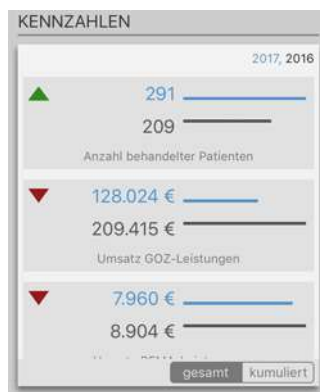 KENNZAHLEN
2017, 2016
291
209
Anzahl behandelter Patienten
128.024 €
209.415 €
Umsatz GOZ-Leistungen
7.960 €
8.904 €
gesamt kumuliert